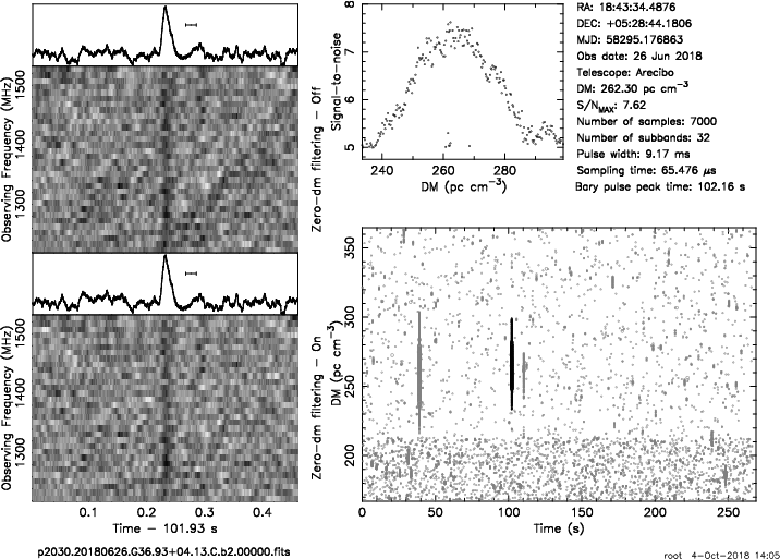 Observing Frequency (MHz)
1500
1400
1300
Zero-dm filtering - Off
Observing Frequency (MHz)
1500
1400
1300
Zero-dm filtering - On
0.1 0.2 0.3 0.4
Time - 101.93 s
p2030.20180626.G36.93+04.13.C.b2.00000.fits
Signal-to-noise
8
7
6
5
240 260 280
DM (pc cm-3)
RA: 18:43:34.4876
DEC: +05:28:44.1806
MJD: 58295.176863
Obs date: 26 Jun 2018
Telescope: Arecibo
DM: 262.30 pc cm-3
S/NMAX: 7.62
Number of samples: 7000
Number of subbands: 32
Pulse width: 9.17 ms
Sampling time: 65.476 μs
Bary pulse peak time: 102.16 s
DM (pc cm-3)
350
300
250
200
0 50 100 150 200 250
Time (s)
root 4-Oct-2018 14:05